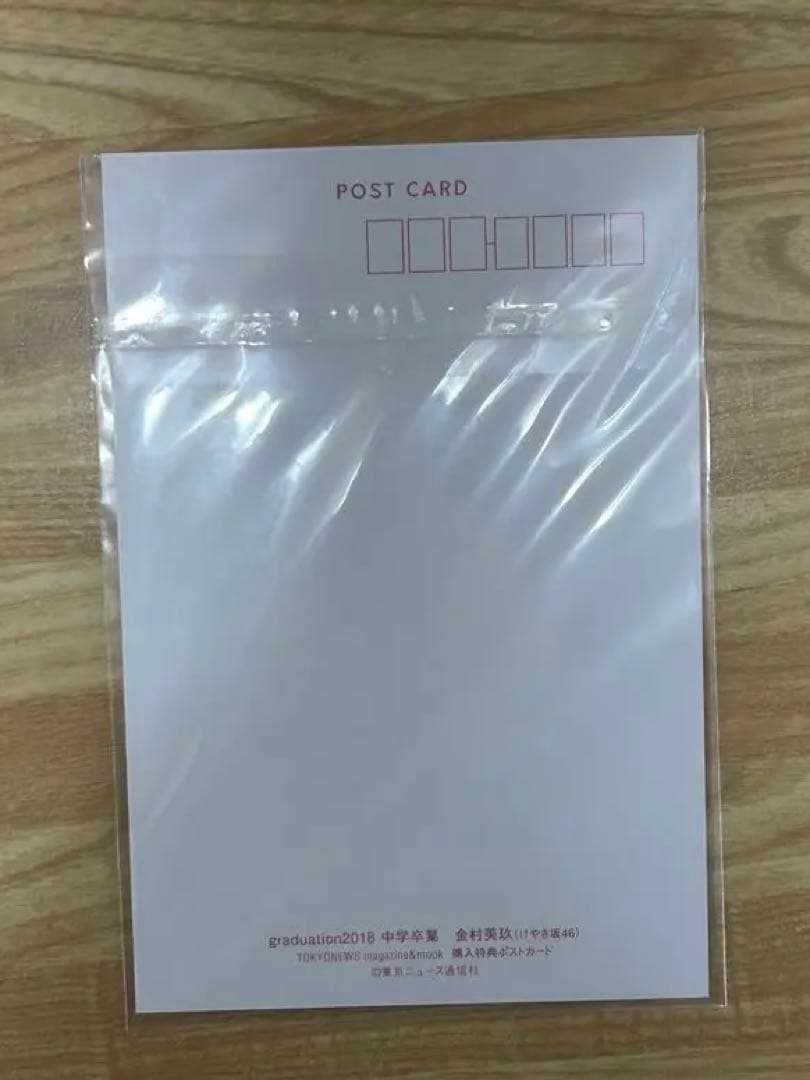 POST CARD
graduation2018 中学卒業 金村美玖(けやき坂46)
TOKYONEWS magazine&mook 購入特典ポストカード
©東京ニュース通信社